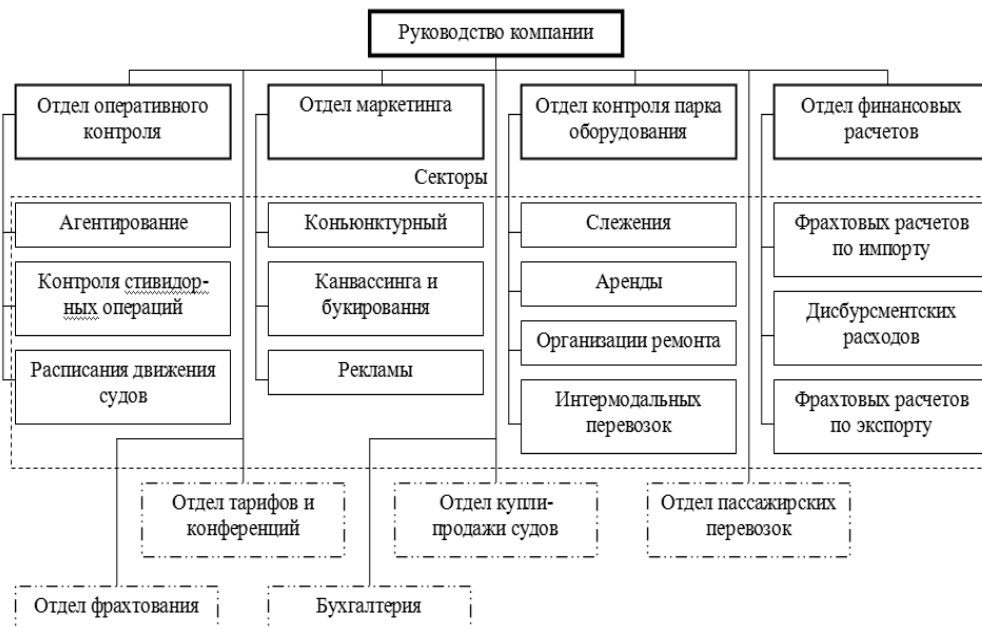 Руководство компании
Отдел оперативного
контроля
Отдел маркетинга
Отдел контроля парка
оборудования
Отдел финансовых
расчетов
Секторы
Агентирование
Контроля стивидор-
ных операций
Расписания движения
судов
Коньюнктурный
Канвассинга и
букирования
Рекламы
Слежения
Аренды
Организации ремонта
Интермодальных
перевозок
Фрахтовых расчетов
по импорту
Дисбурсментских
расходов
Фрахтовых расчетов
по экспорту
Отдел тарифов и
конференций
Отдел купли-
продажи судов
Отдел пассажирских
перевозок
Отдел фрахтования
Бухгалтерия